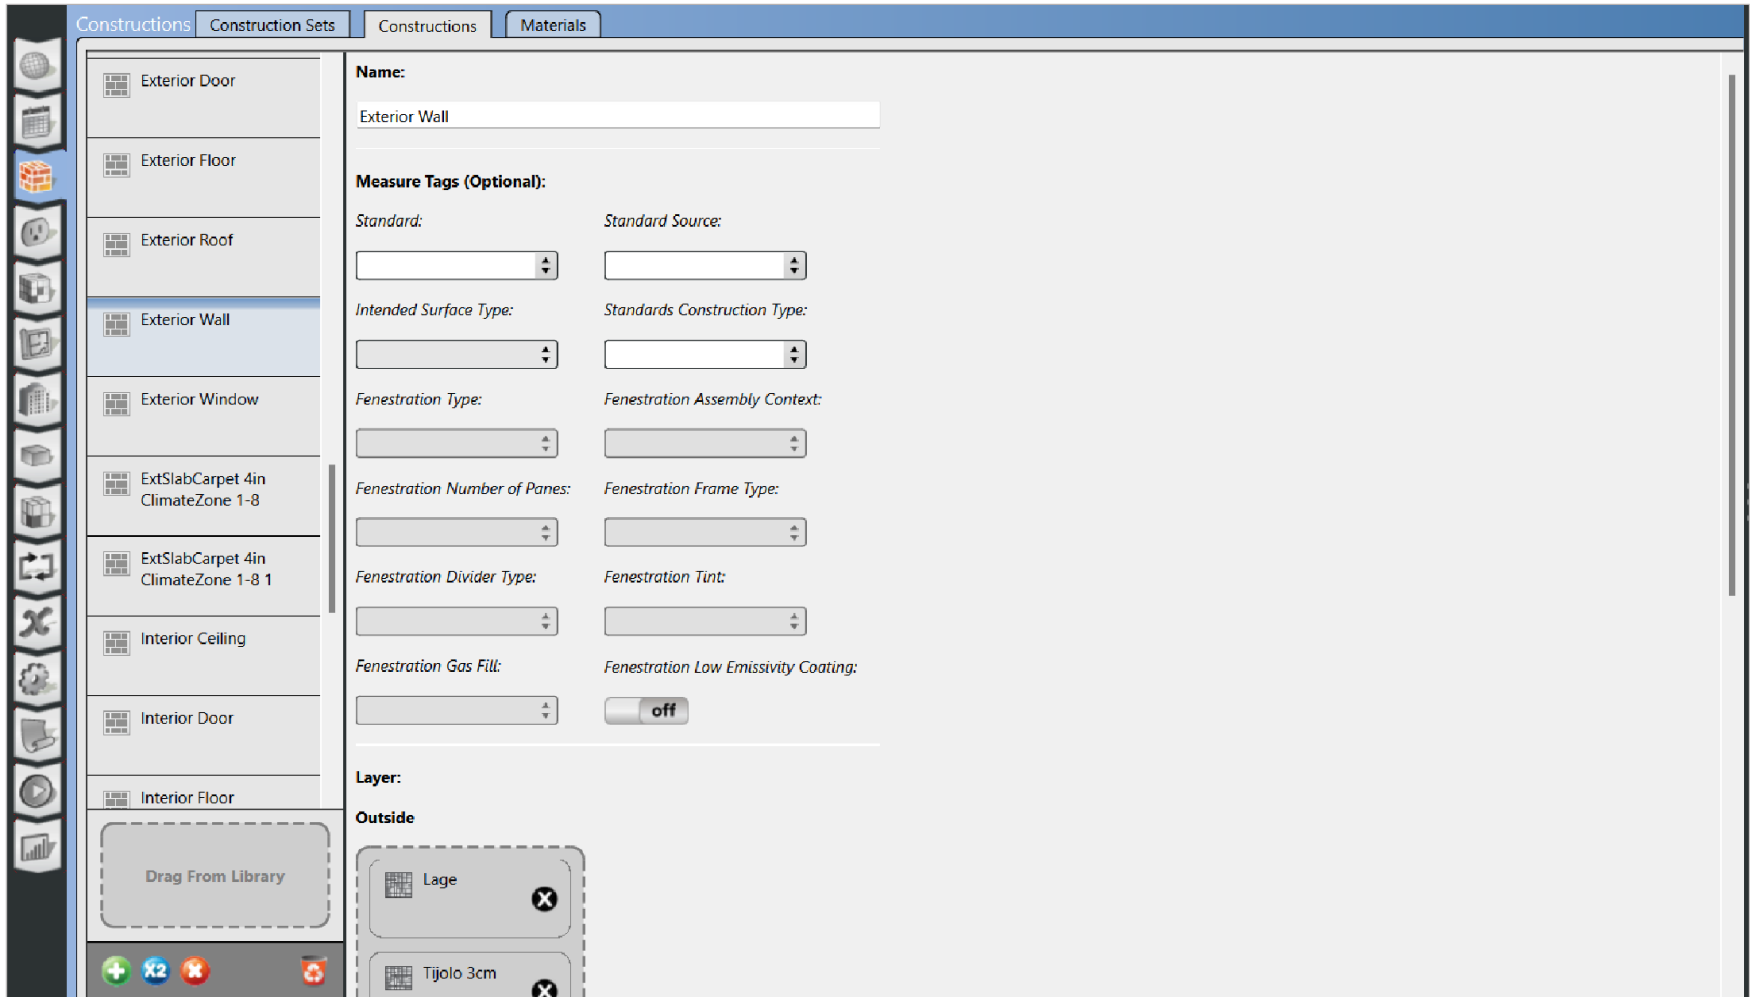 Constructions
Construction Sets
Constructions
Materials
Exterior Door
Exterior Floor
Exterior Roof
Exterior Wall
Exterior Window
ExtSlabCarpet 4in
ClimateZone 1-8
ExtSlabCarpet 4in
ClimateZone 1-8 1
Interior Ceiling
Interior Door
Interior Floor
Drag From Library
X2
Name:
Exterior Wall
Measure Tags (Optional):
Standard:
Standard Source:
Intended Surface Type:
Standards Construction Type:
Fenestration Type:
Fenestration Assembly Context:
Fenestration Number of Panes:
Fenestration Frame Type:
Fenestration Divider Type:
Fenestration Tint:
Fenestration Gas Fill:
Fenestration Low Emissivity Coating:
off
Layer:
Outside
Lage
Tijolo 3cm